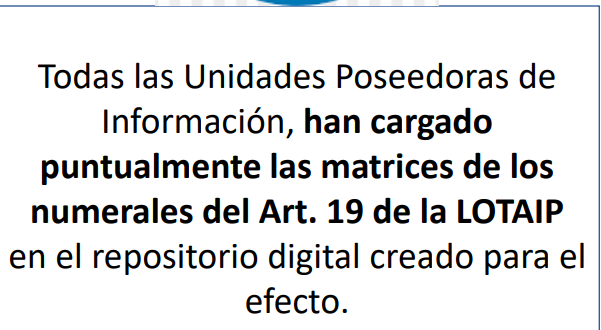 Todas las Unidades Poseedoras de
Información, han cargado
puntualmente las matrices de los
numerales del Art. 19 de la LOTAIP
en el repositorio digital creado para el
efecto.